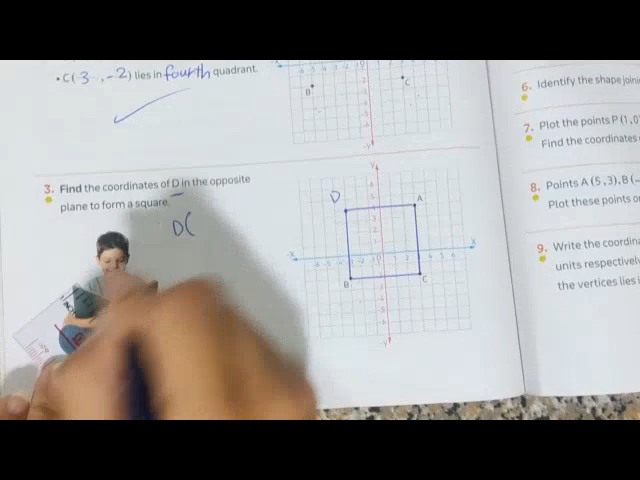 • C( 3 , -2) lies in fourth quadrant.
B
C
-Y
3. Find the coordinates of D in the opposite
plane to form a square.
D(
Y
D
A
-X
X
B
C
-Y
6. Identify the shape joini
7. Plot the points P (1,0
Find the coordinates
8. Points A (5,3), B (-
Plot these points o
9. Write the coordina
units respectively
the vertices lies i